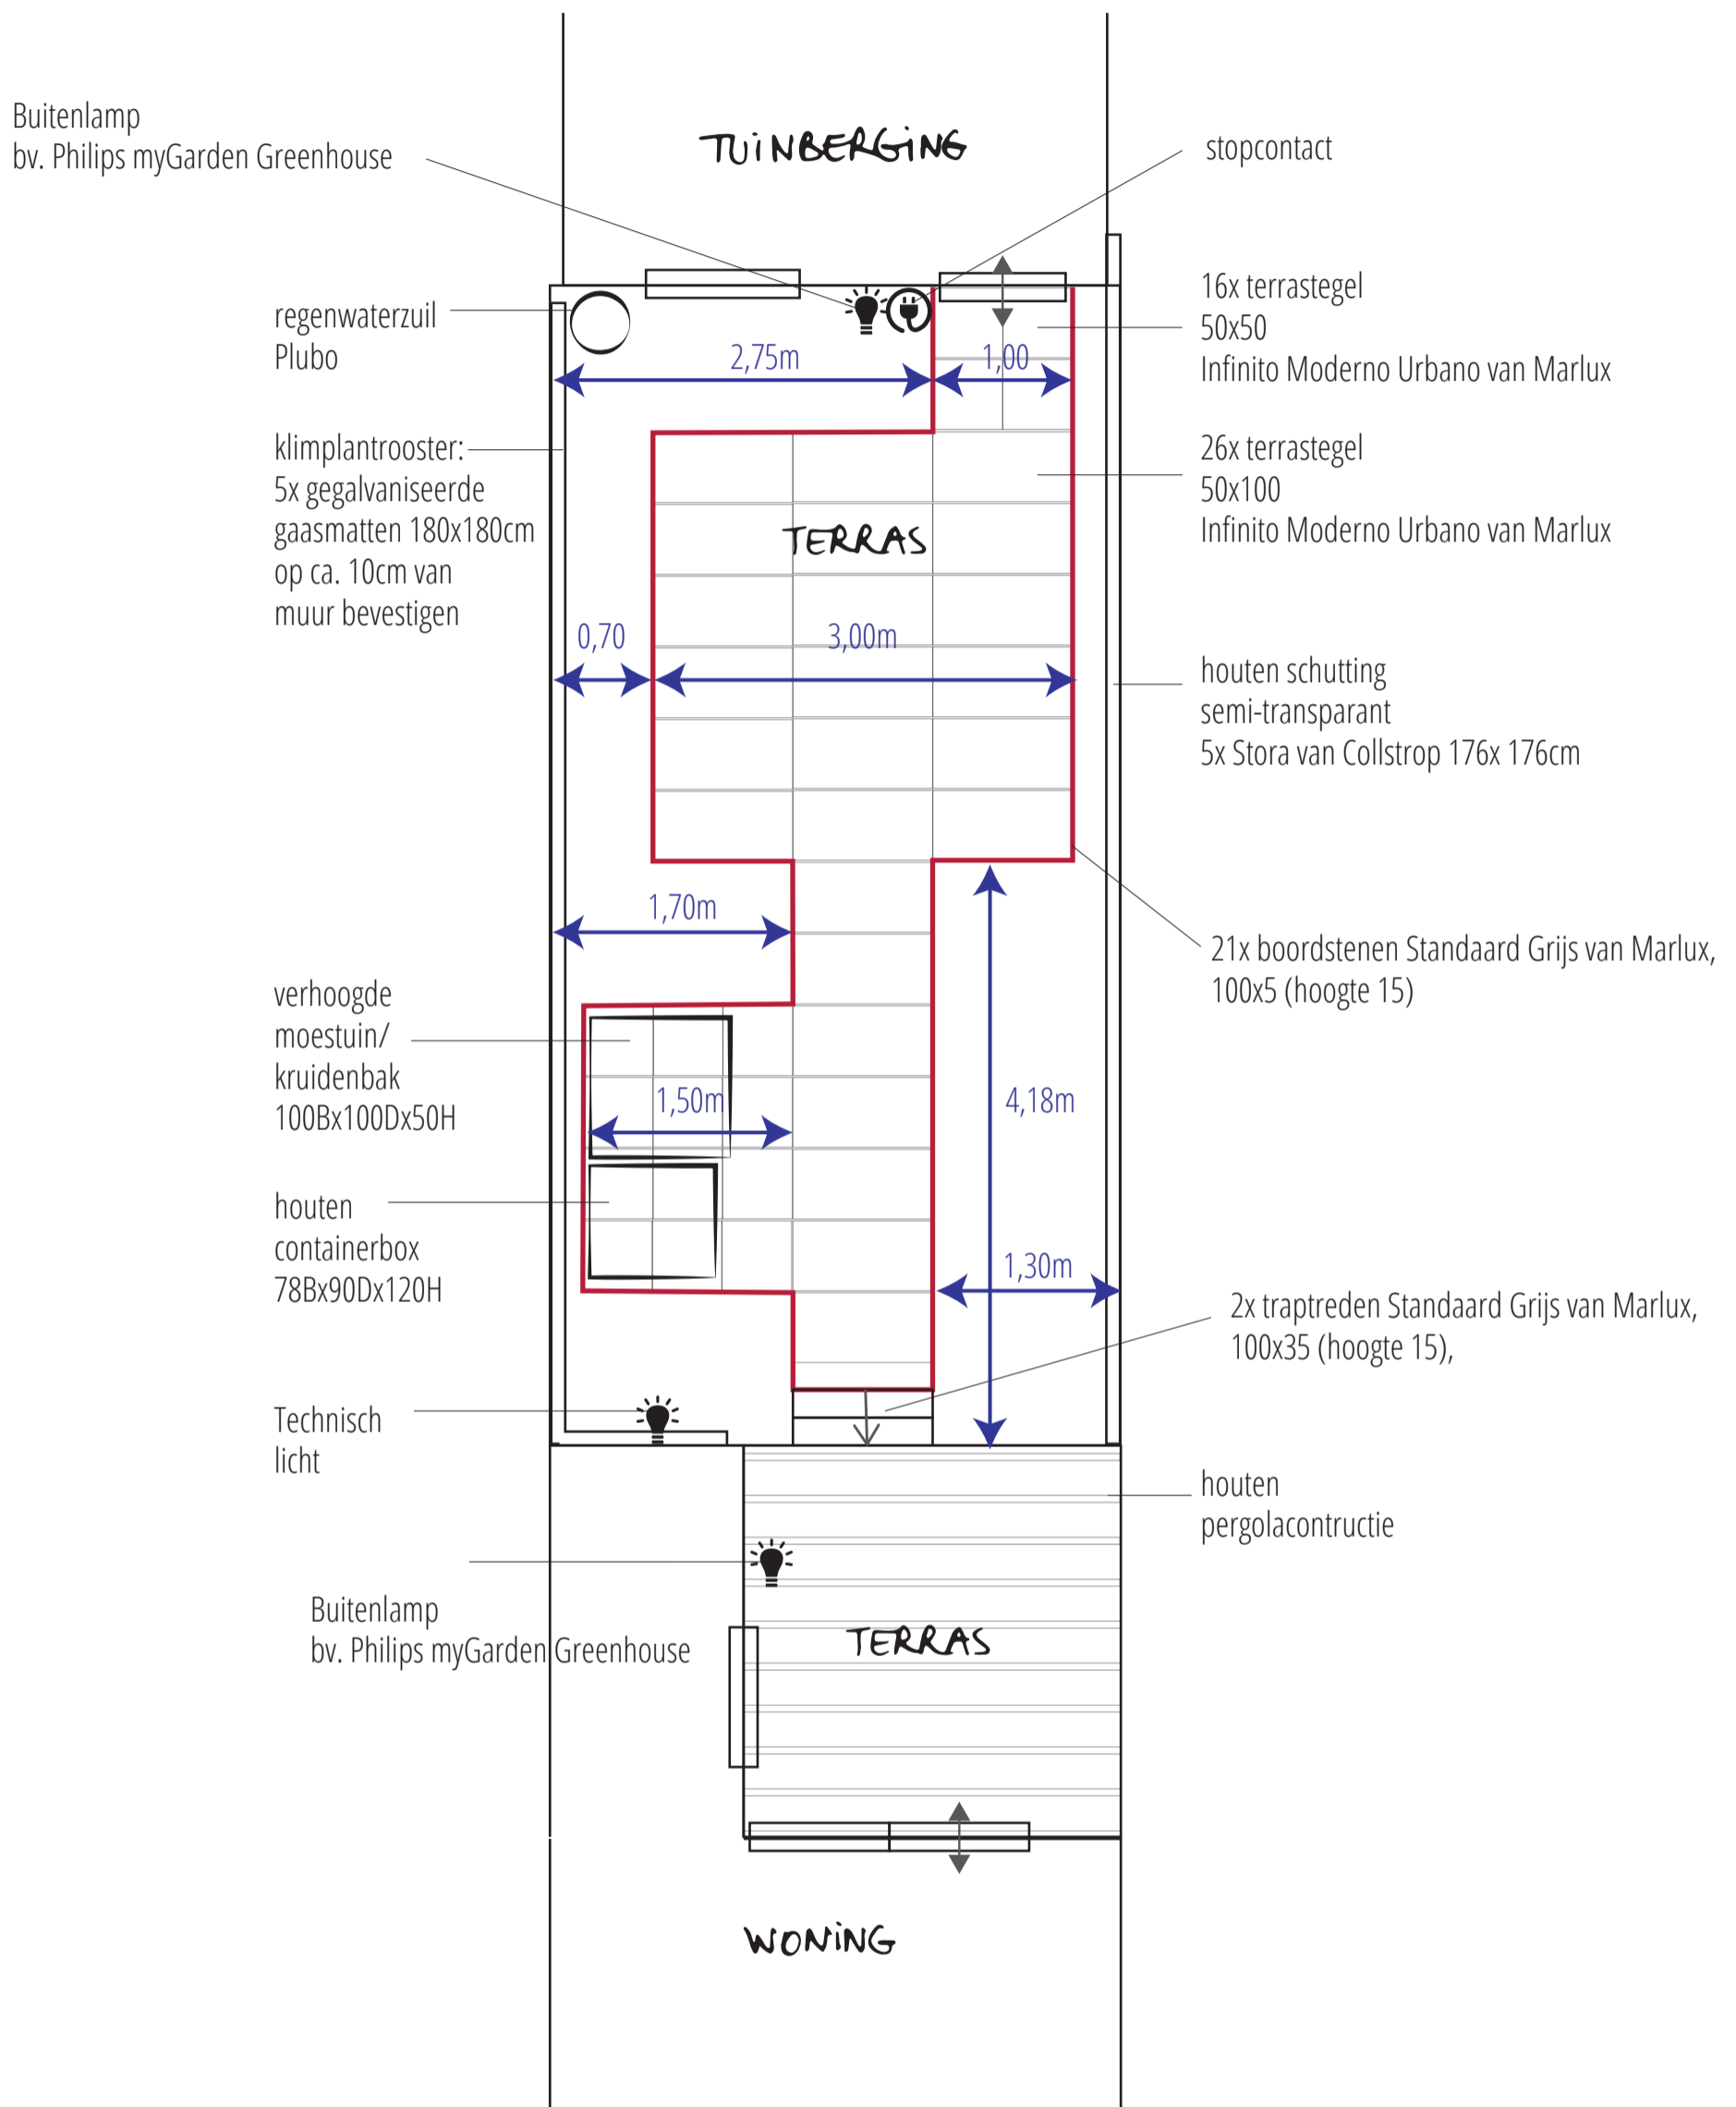 TUiNBERGiNG
Buitenlamp
bv. Philips myGarden Greenhouse
stopcontact
regenwaterzuil
Plubo
16x terrastegel
50x50
Infinito Moderno Urbano van Marlux
2,75m
1,00
klimplantrooster:
5x gegalvaniseerde
gaasmatten 180x180cm
op ca. 10cm van
muur bevestigen
26x terrastegel
50x100
Infinito Moderno Urbano van Marlux
TERRAS
0,70
3,00m
houten schutting
semi-transparant
5x Stora van Collstrop 176x 176cm
1,70m
21x boordstenen Standaard Grijs van Marlux,
100x5 (hoogte 15)
verhoogde
moestuin/
kruidenbak
100Bx100Dx50H
1,50m
4,18m
houten
containerbox
78Bx90Dx120H
1,30m
2x traptreden Standaard Grijs van Marlux,
100x35 (hoogte 15),
Technisch
licht
houten
pergolacontructie
Buitenlamp
bv. Philips myGarden Greenhouse
TERRAS
WONiNG